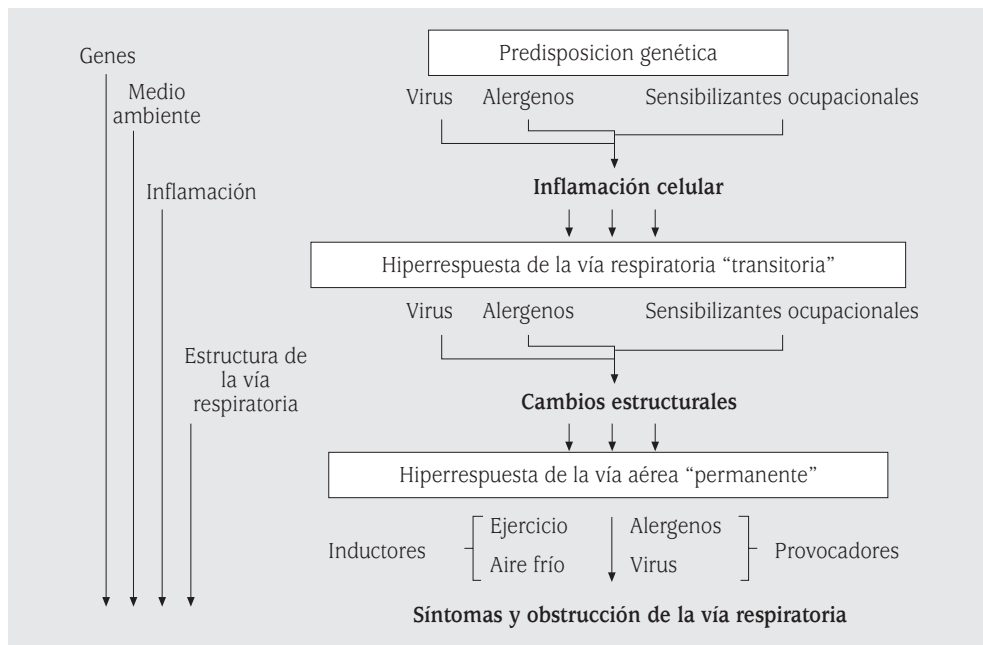 Genes
Medio
ambiente
Inflamación
Estructura de
la vía
respiratoria
Predisposicion genética
Virus Alergenos Sensibilizantes ocupacionales
Inflamación celular
Hiperrespuesta de la vía respiratoria “transitoria”
Virus Alergenos Sensibilizantes ocupacionales
Cambios estructurales
Hiperrespuesta de la vía aérea “permanente”
Inductores
Ejercicio
Aire frío
Alergenos
Virus
Provocadores
Síntomas y obstrucción de la vía respiratoria